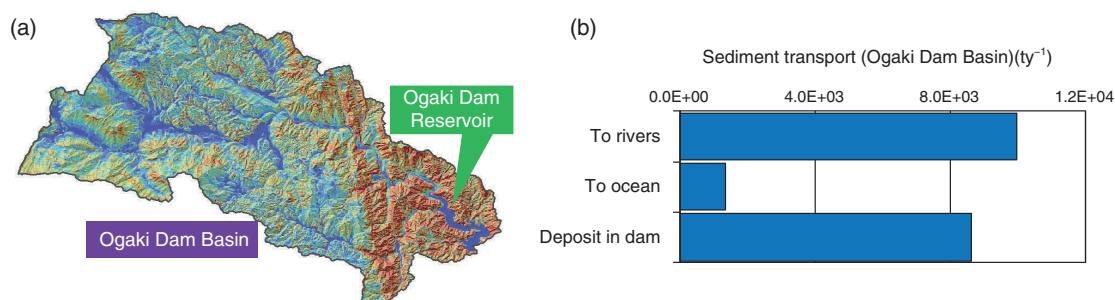 (a)
Ogaki Dam
Reservoir
Ogaki Dam Basin
(b)
Sediment transport (Ogaki Dam Basin)(ty⁻¹)
0.0E+00 4.0E+03 8.0E+03 1.2E+04
To rivers
To ocean
Deposit in dam